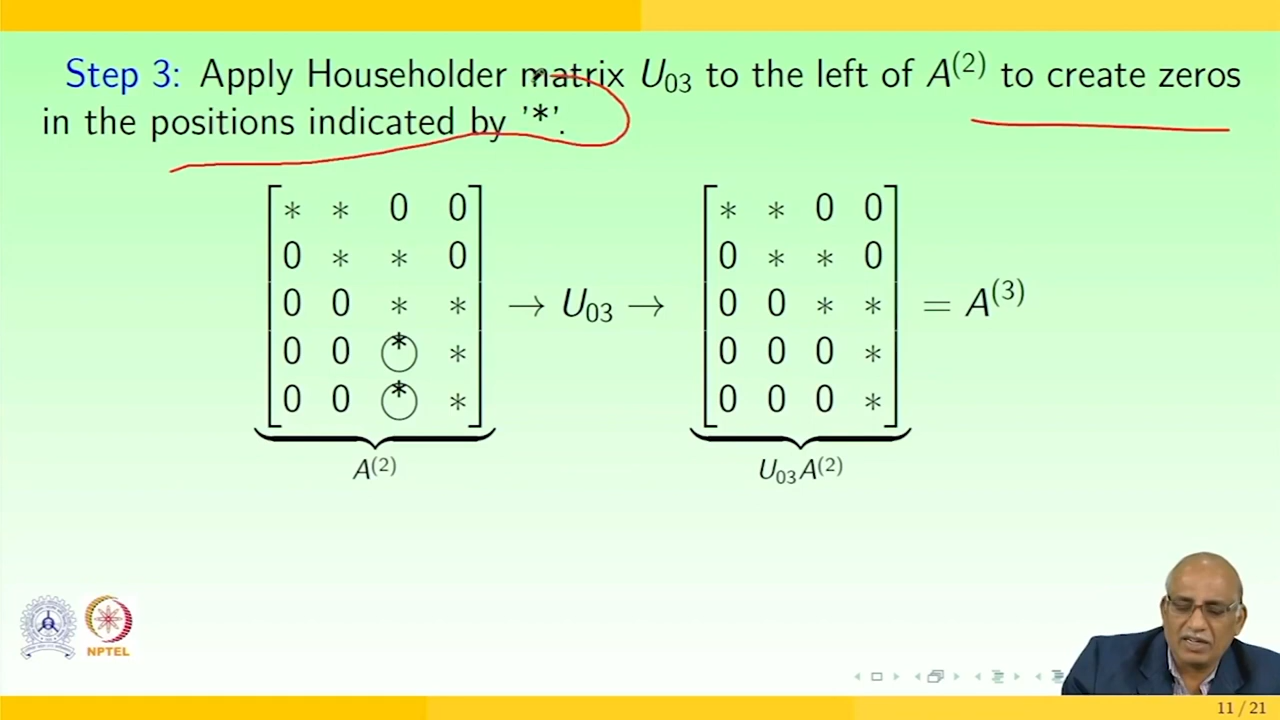 Step 3: Apply Householder matrix U₀₃ to the left of A⁽²⁾ to create zeros
in the positions indicated by '*'.
[* * 0 0] [* * 0 0]
[0 * * 0] [0 * * 0]
[0 0 * *] → U₀₃ → [0 0 * *] = A⁽³⁾
[0 0 * *] [0 0 0 *]
[0 0 * *] [0 0 0 *]
A⁽²⁾ U₀₃A⁽²⁾
NPTEL
11 / 21